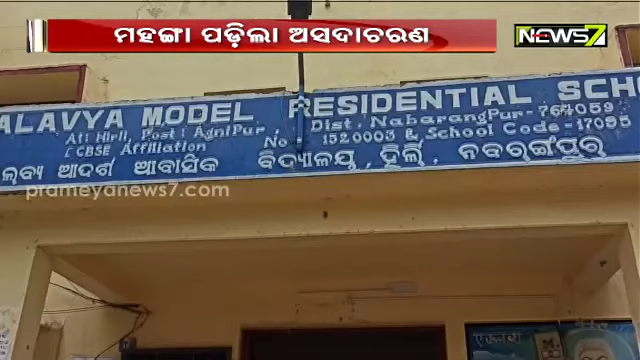 ମହଙ୍ଗା ପଡ଼ିଲା ଅସଦାଚରଣ
NEWS7
ALAVYA MODEL RESIDENTIAL SCHO
At: Hirli, Post: Agnipur, Dist. Nabarangpur-764059
[CBSE Affiliation No 1520003 & School Code-17095
ଲବ୍ୟ ଆଦର୍ଶ ଆବାସିକ ବିଦ୍ୟାଳୟ, ହିର୍ଲି, ନବରଙ୍ଗପୁର
prameyanews7.com